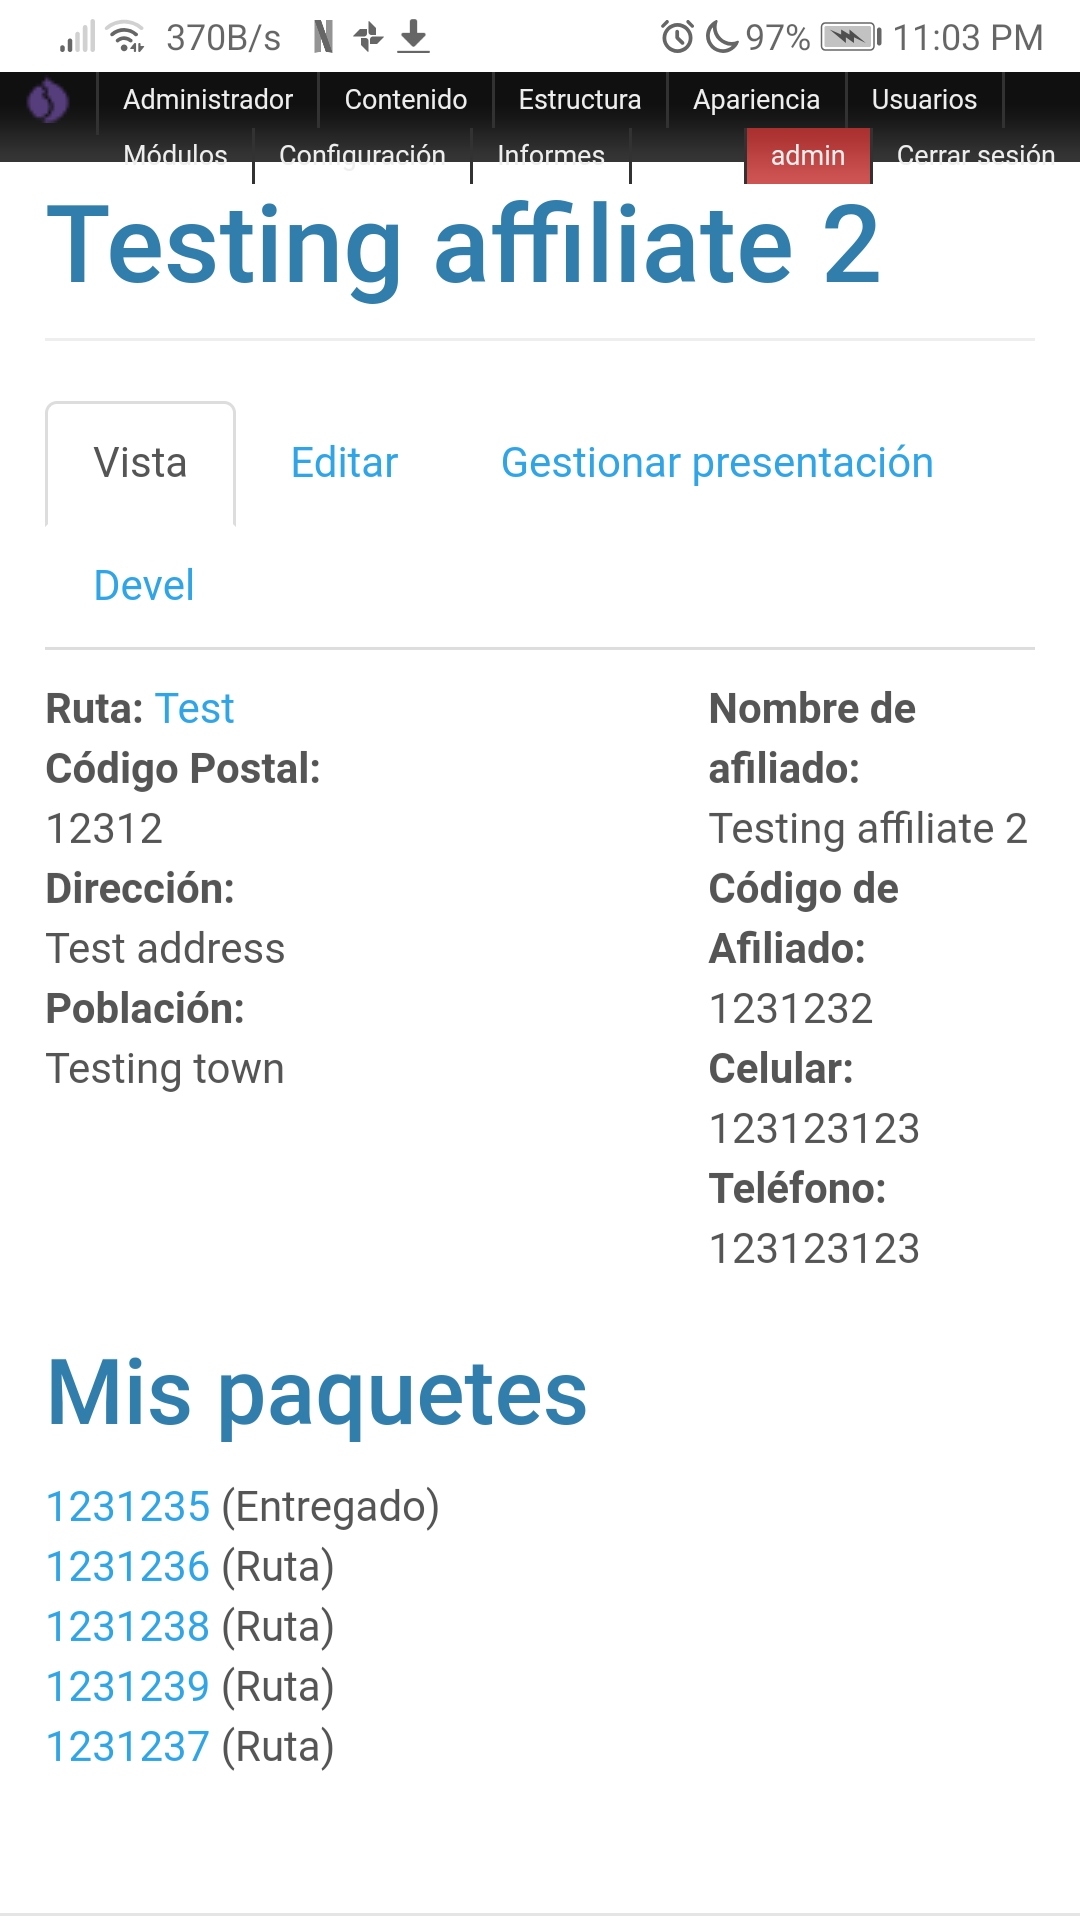 370B/s 97% 11:03 PM
Administrador Contenido Estructura Apariencia Usuarios
Módulos Configuración Informes admin Cerrar sesión
Testing affiliate 2
Vista Editar Gestionar presentación
Devel
Ruta: Test
Código Postal:
12312
Dirección:
Test address
Población:
Testing town
Nombre de
afiliado:
Testing affiliate 2
Código de
Afiliado:
1231232
Celular:
123123123
Teléfono:
123123123
Mis paquetes
1231235 (Entregado)
1231236 (Ruta)
1231238 (Ruta)
1231239 (Ruta)
1231237 (Ruta)